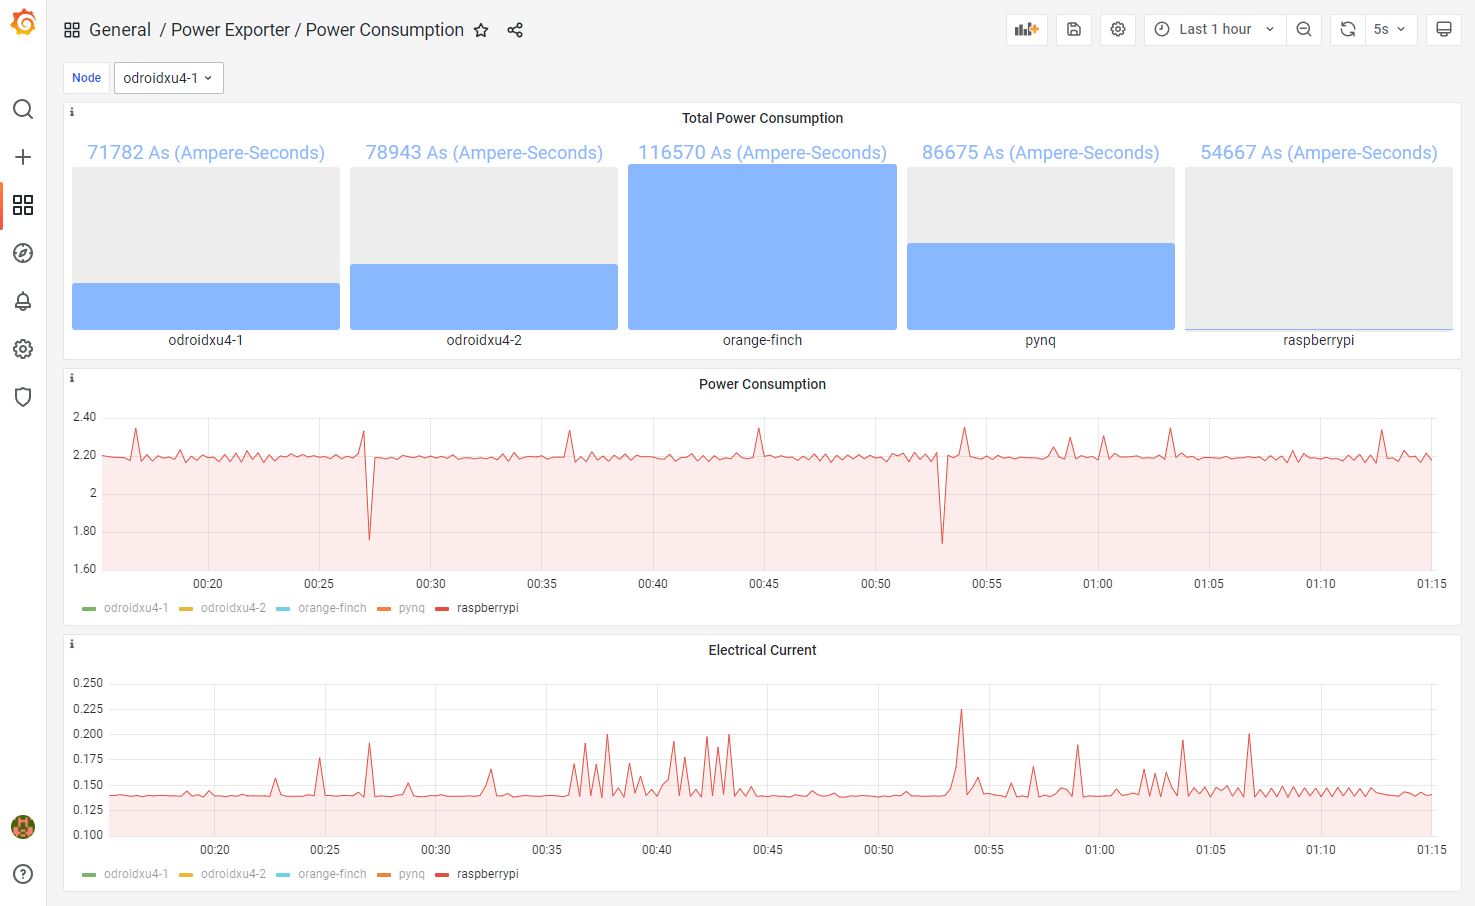 General / Power Exporter / Power Consumption
Last 1 hour
5s
Node odroidxu4-1
Total Power Consumption
71782 As (Ampere-Seconds) 78943 As (Ampere-Seconds) 116570 As (Ampere-Seconds) 86675 As (Ampere-Seconds) 54667 As (Ampere-Seconds)
odroidxu4-1 odroidxu4-2 orange-finch pynq raspberrypi
Power Consumption
2.40
2.20
2
1.80
1.60
00:20 00:25 00:30 00:35 00:40 00:45 00:50 00:55 01:00 01:05 01:10 01:15
odroidxu4-1 odroidxu4-2 orange-finch pynq raspberrypi
Electrical Current
0.250
0.225
0.200
0.175
0.150
0.125
0.100
00:20 00:25 00:30 00:35 00:40 00:45 00:50 00:55 01:00 01:05 01:10 01:15
odroidxu4-1 odroidxu4-2 orange-finch pynq raspberrypi